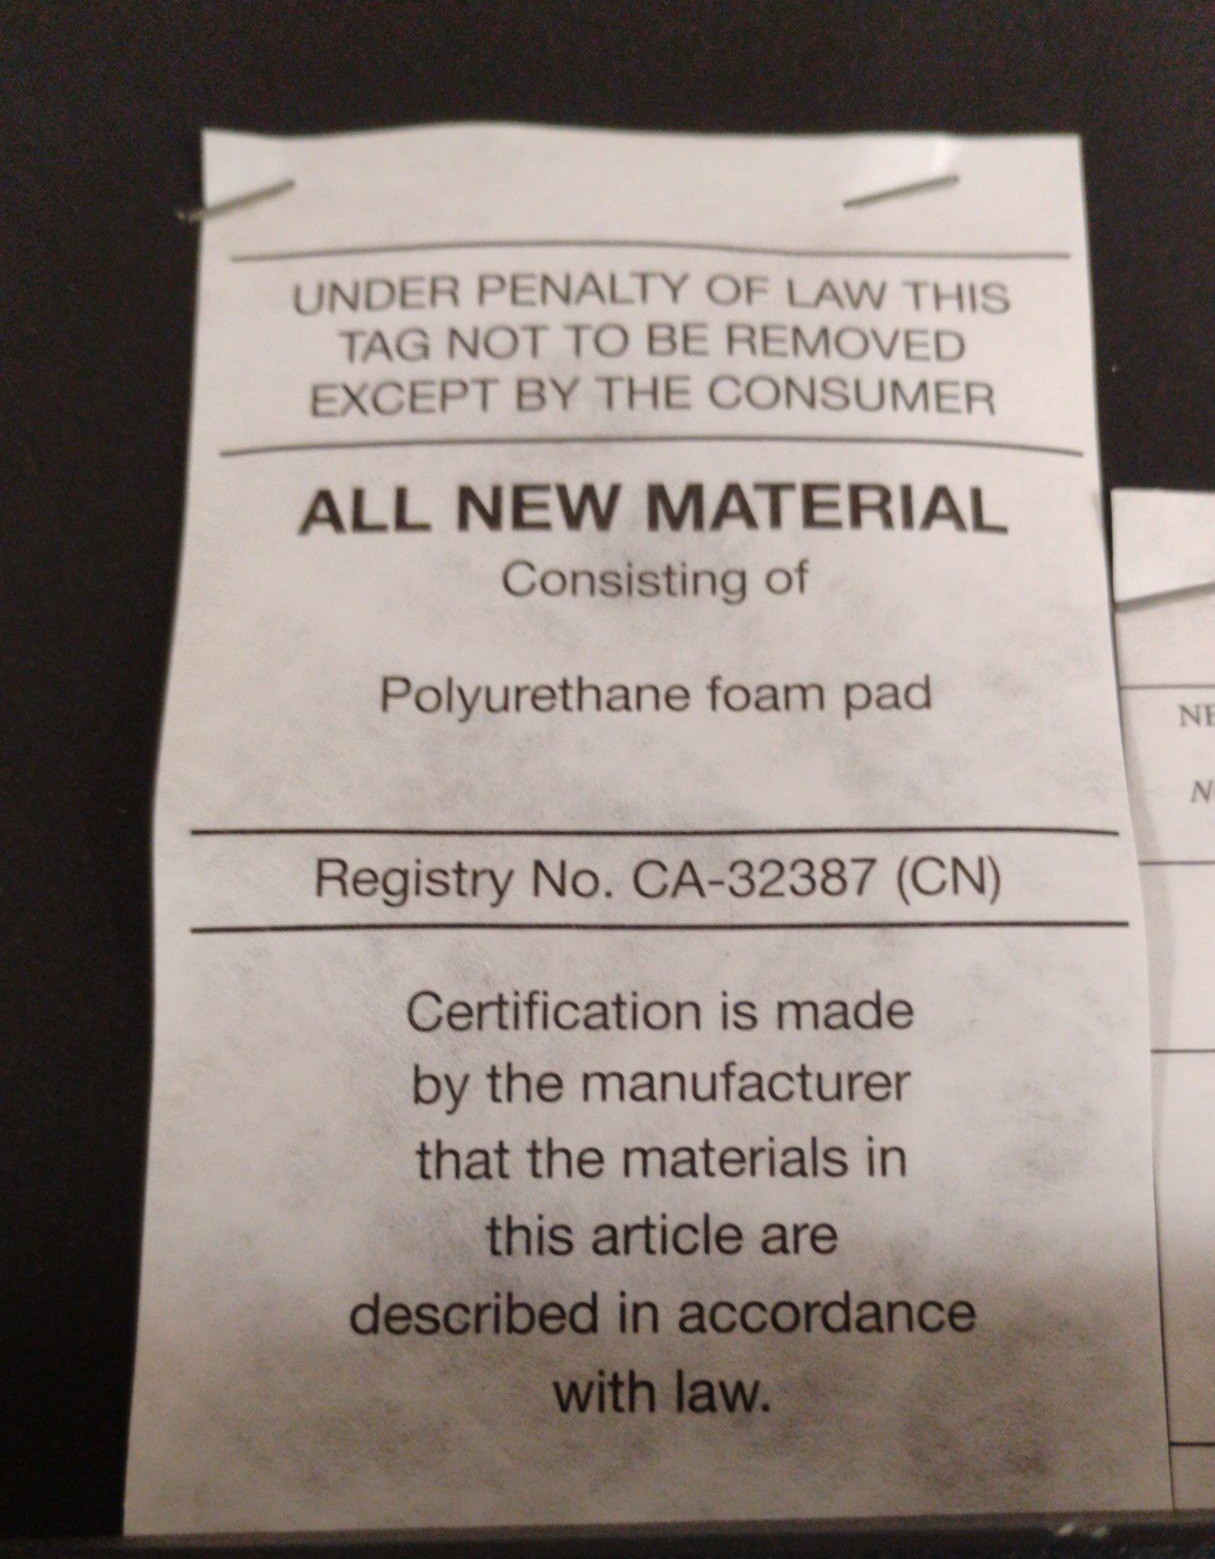 UNDER PENALTY OF LAW THIS
TAG NOT TO BE REMOVED
EXCEPT BY THE CONSUMER
ALL NEW MATERIAL
Consisting of
Polyurethane foam pad
Registry No. CA-32387 (CN)
Certification is made
by the manufacturer
that the materials in
this article are
described in accordance
with law.